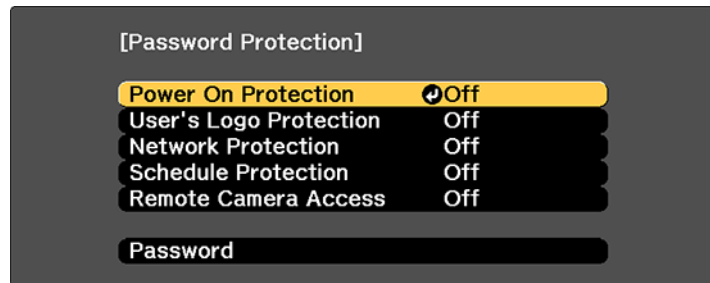 [Password Protection]
Power On Protection Off
User's Logo Protection Off
Network Protection Off
Schedule Protection Off
Remote Camera Access Off
Password